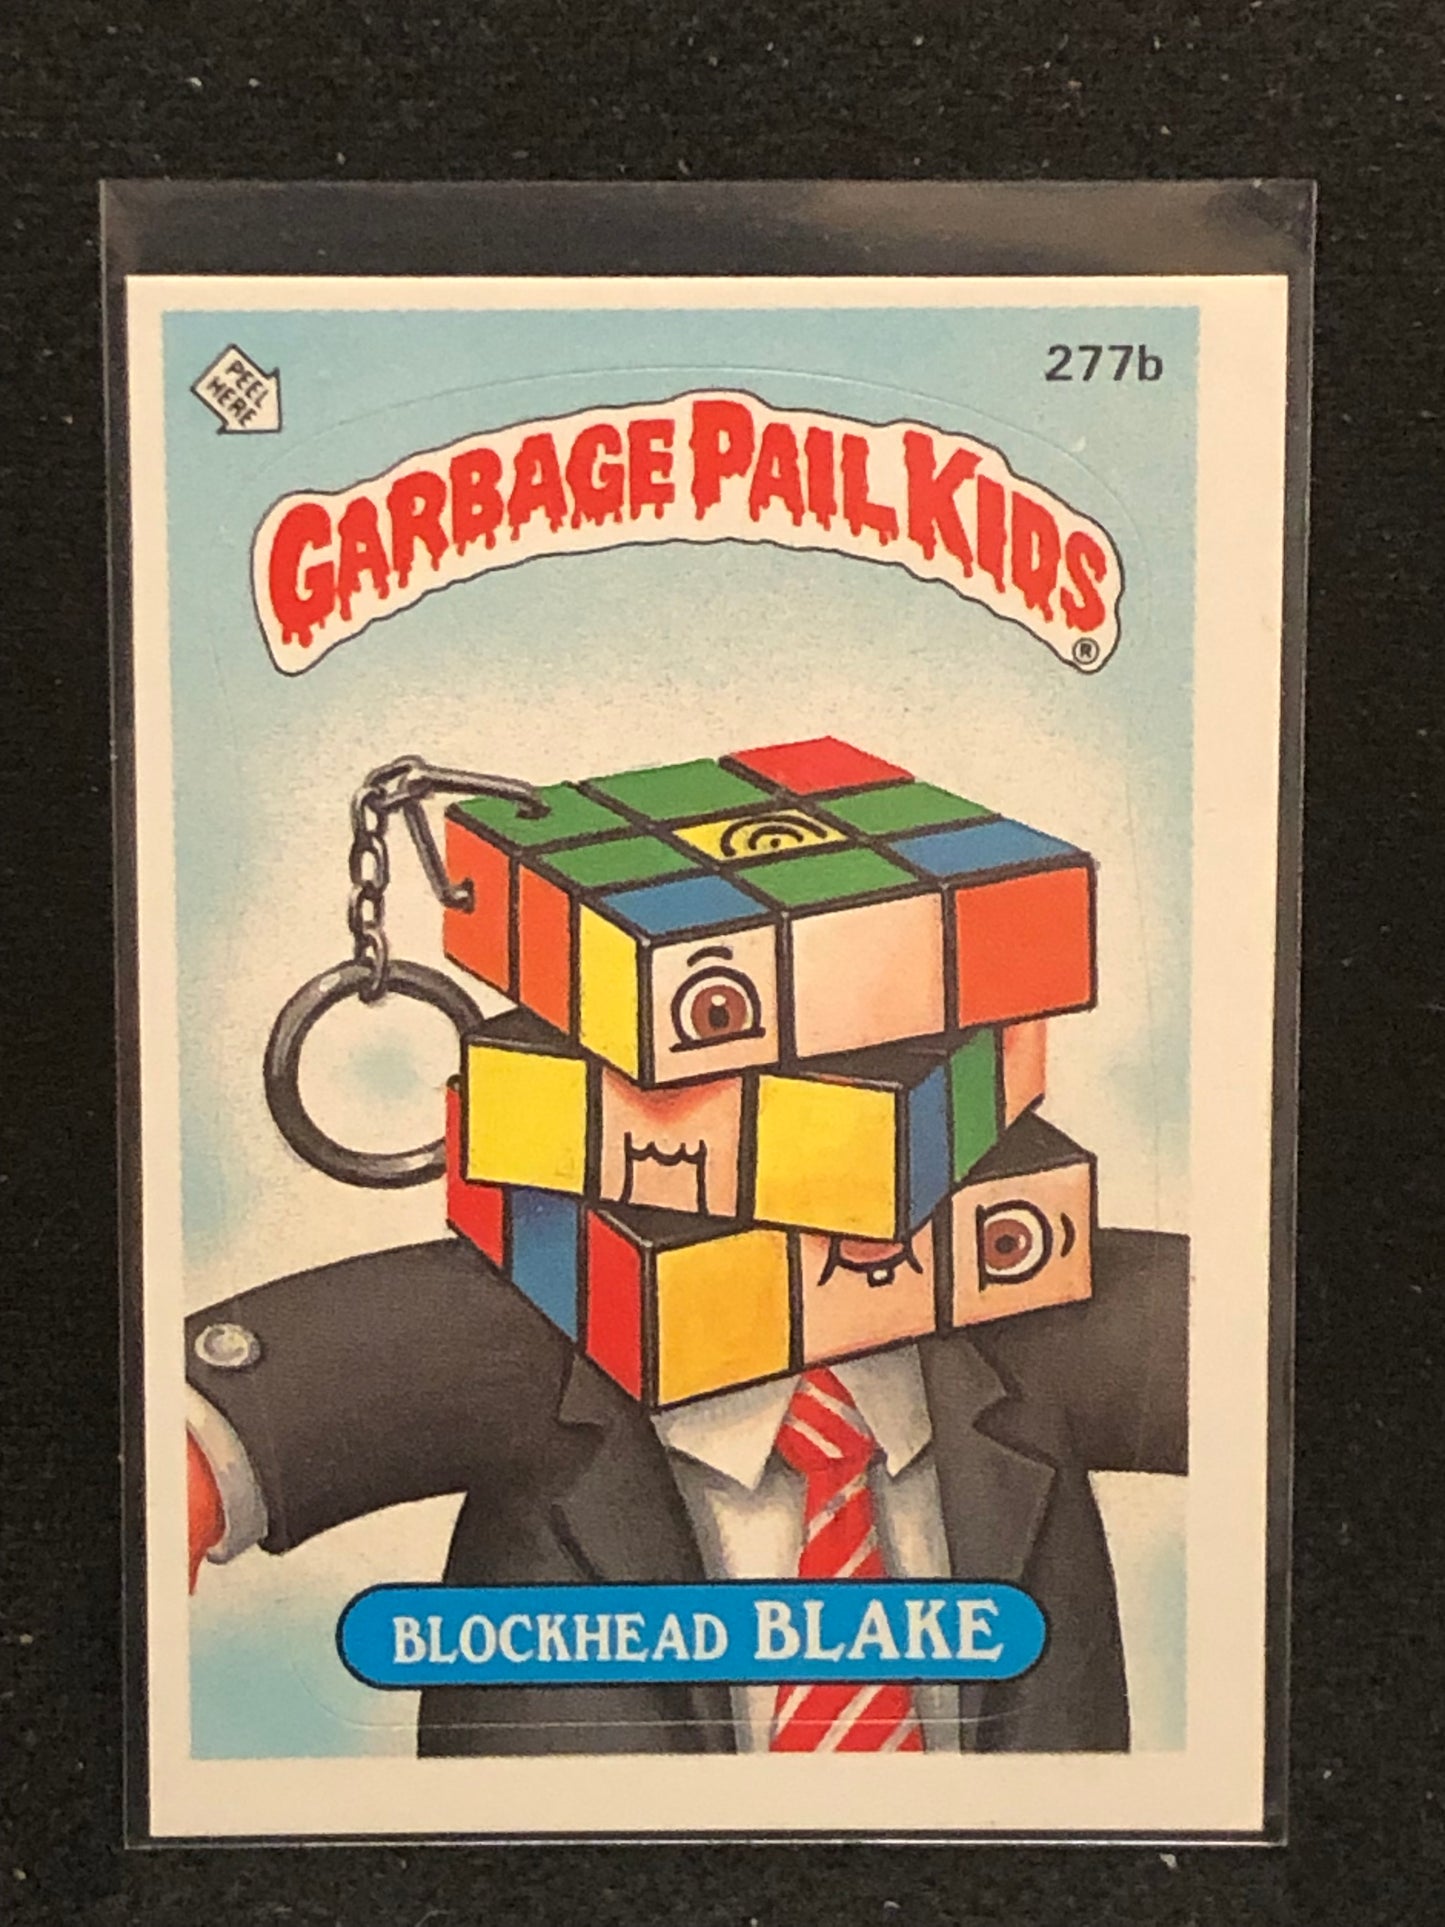 277b
PEEL
HERE
GARBAGE PAIL KIDS
®
BLOCKHEAD BLAKE